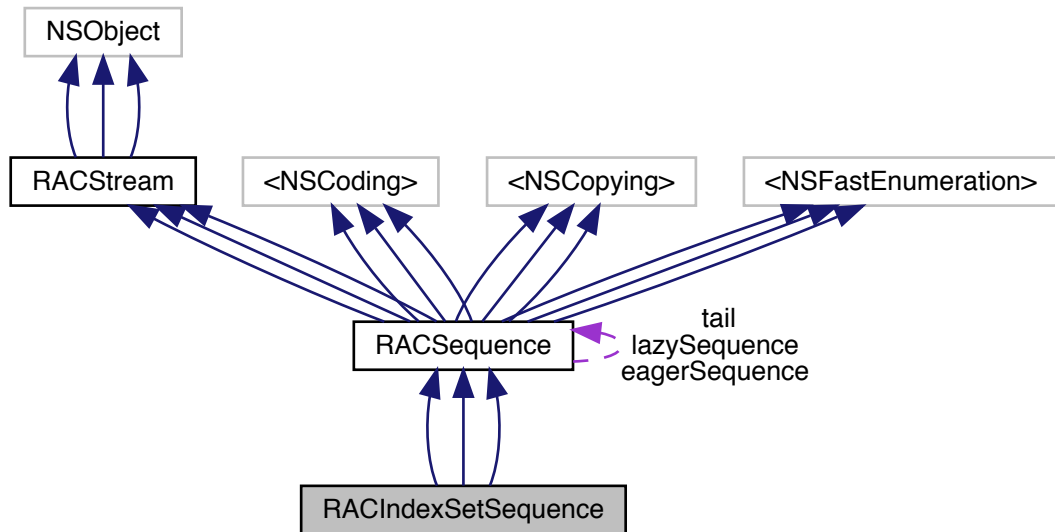 NSObject
RACStream
<NSCoding>
<NSCopying>
<NSFastEnumeration>
RACSequence
tail
lazySequence
eagerSequence
RACIndexSetSequence